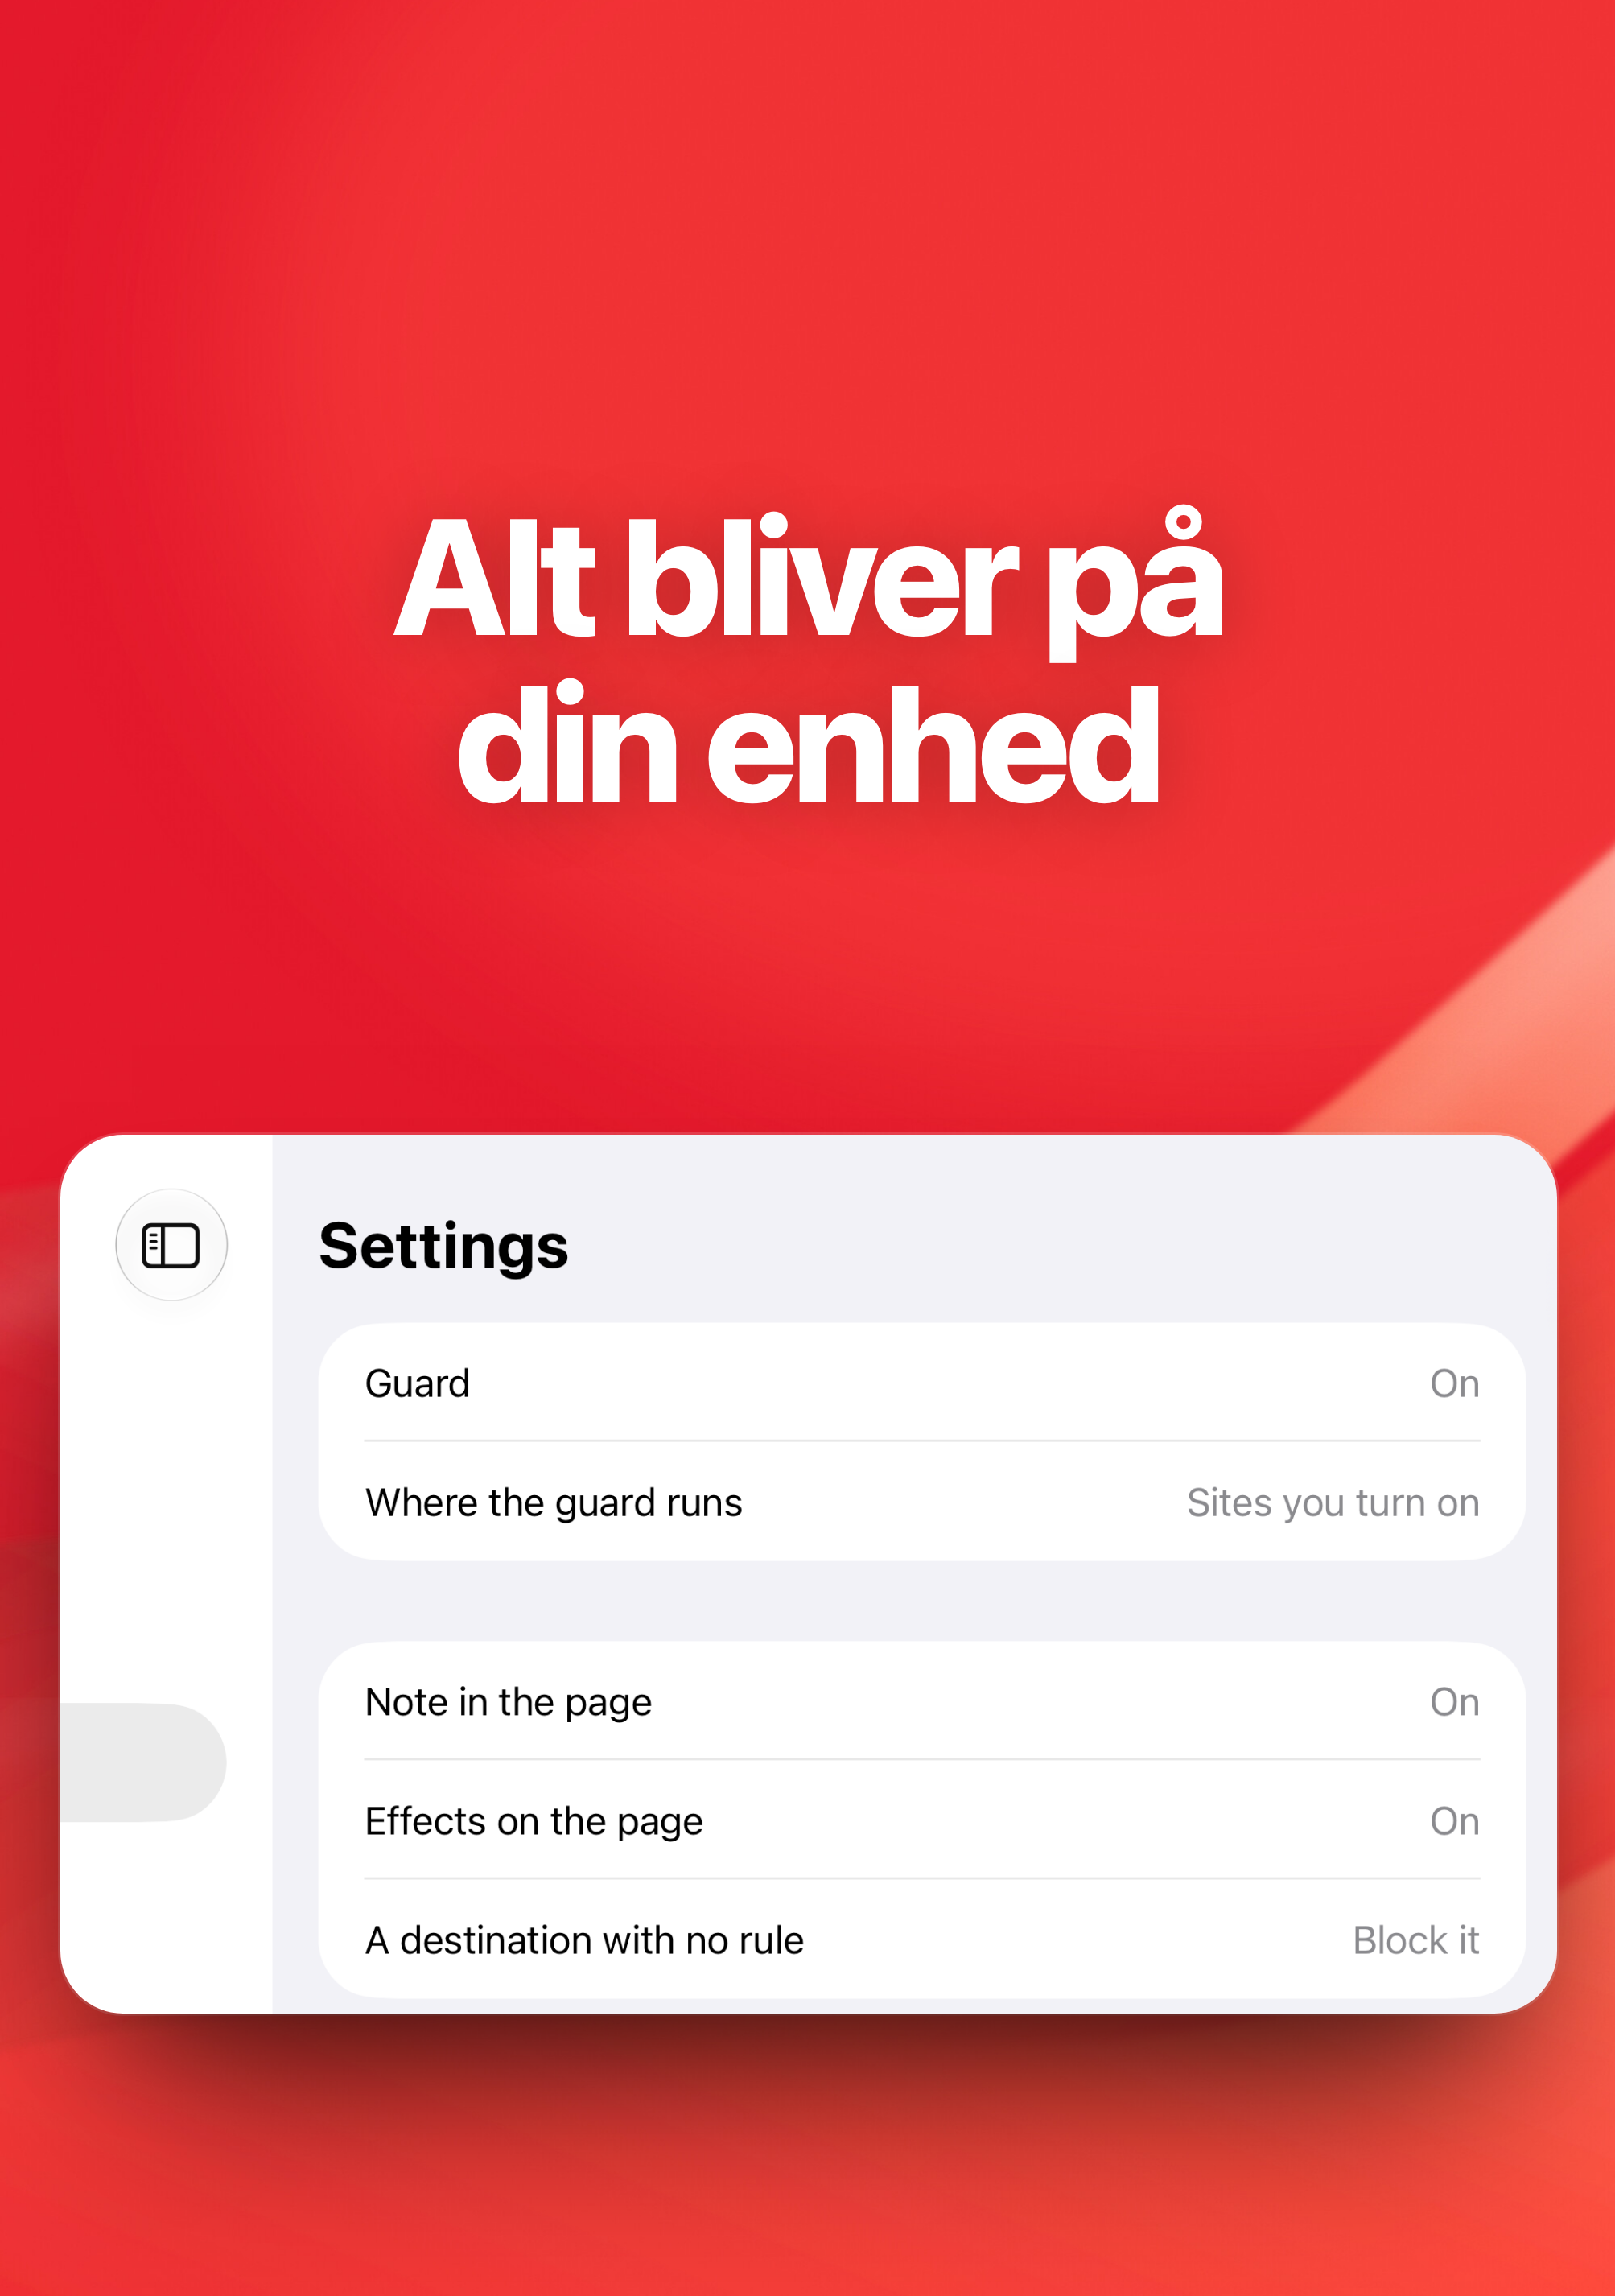 Alt bliver på
din enhed
Settings
Guard On
Where the guard runs Sites you turn on
Note in the page On
Effects on the page On
A destination with no rule Block it